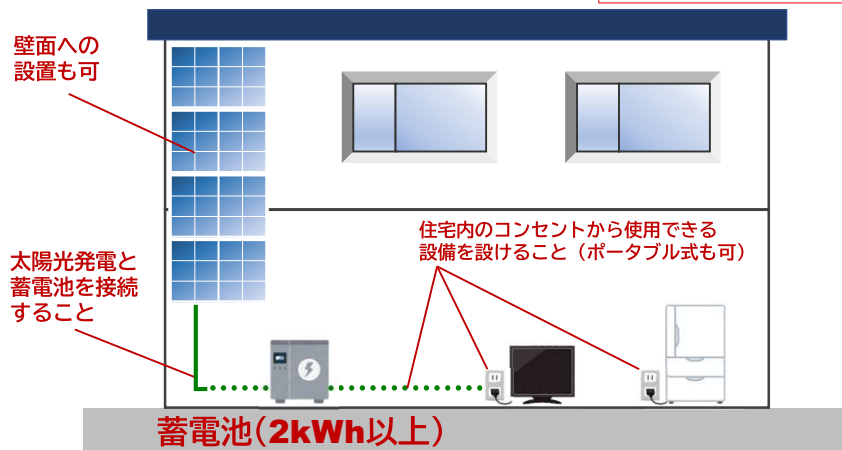 壁面への
設置も可
住宅内のコンセントから使用できる
設備を設けること（ポータブル式も可）
太陽光発電と
蓄電池を接続
すること
蓄電池（2kWh以上）